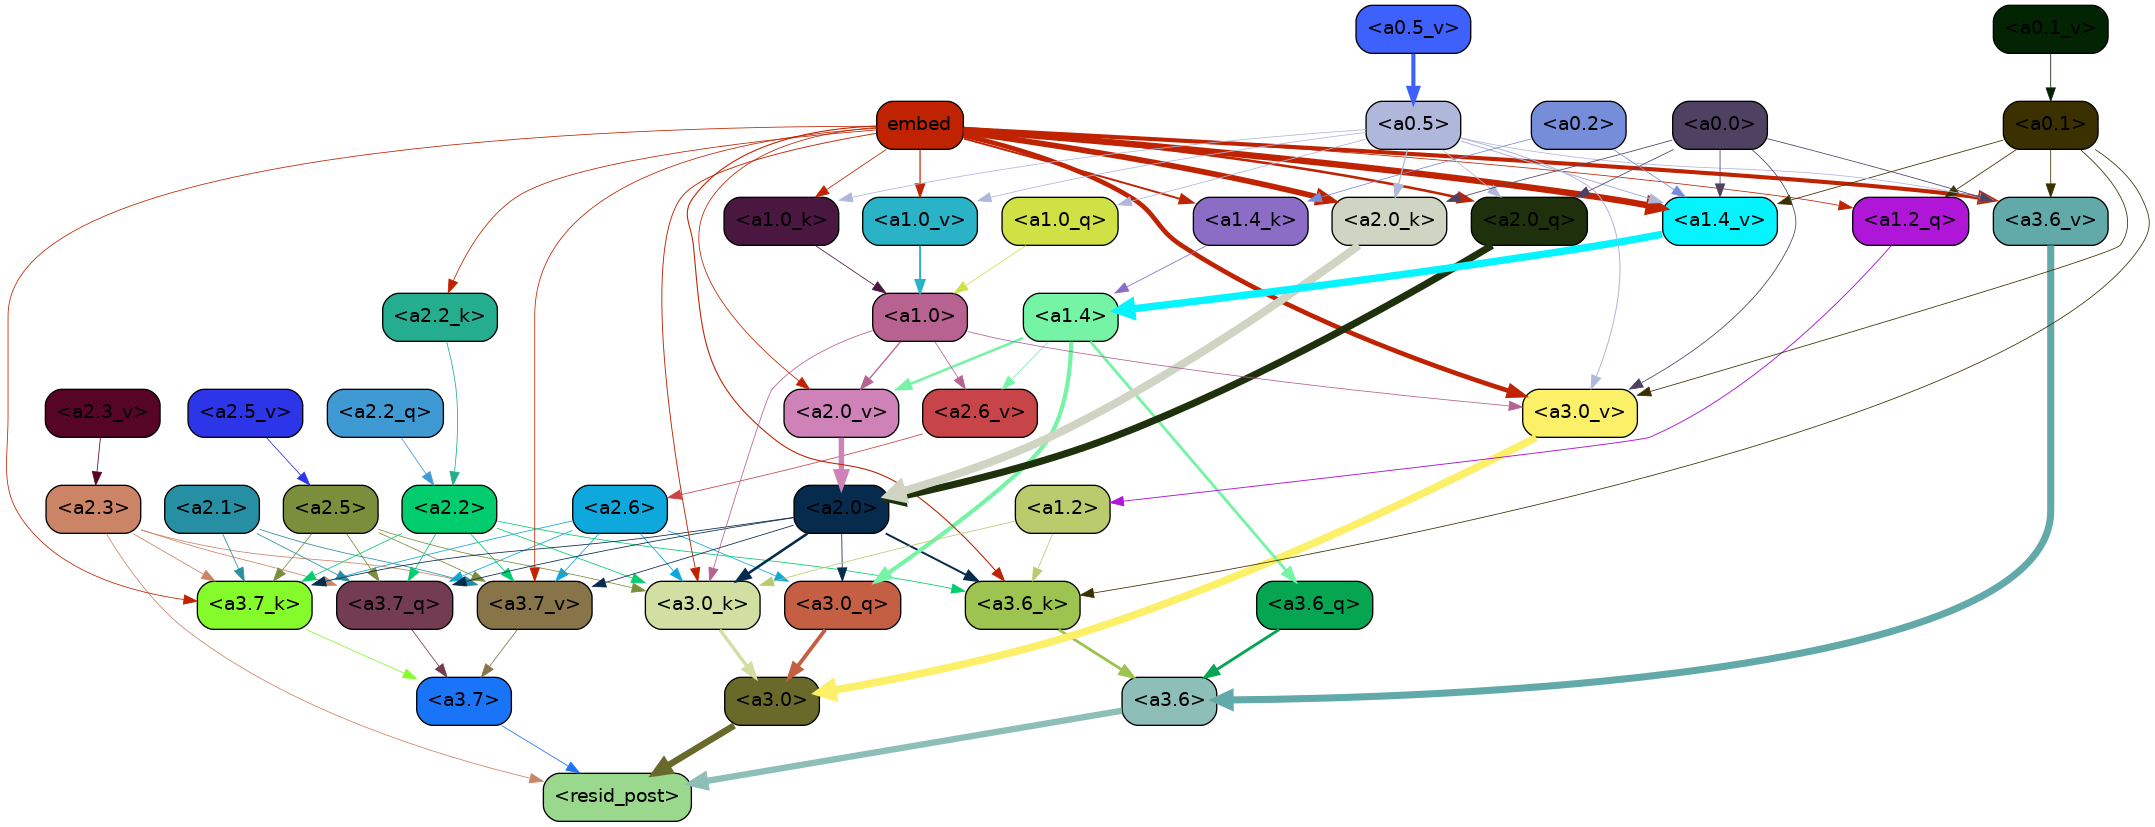 <a0.5_v>
<a0.1_v>
embed
<a0.5>
<a0.2>
<a0.0>
<a0.1>
<a1.0_k>
<a1.0_v>
<a1.0_q>
<a1.4_k>
<a2.0_k>
<a2.0_q>
<a1.4_v>
<a1.2_q>
<a3.6_v>
<a2.2_k>
<a1.0>
<a1.4>
<a2.3_v>
<a2.5_v>
<a2.2_q>
<a2.0_v>
<a2.6_v>
<a3.0_v>
<a2.3>
<a2.1>
<a2.5>
<a2.2>
<a2.6>
<a2.0>
<a1.2>
<a3.7_k>
<a3.7_q>
<a3.7_v>
<a3.0_k>
<a3.0_q>
<a3.6_k>
<a3.6_q>
<a3.7>
<a3.0>
<a3.6>
<resid_post>